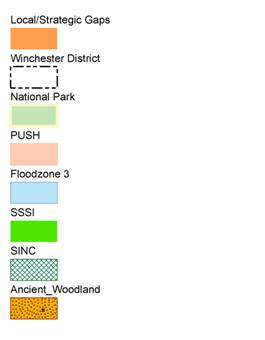 Local/Strategic Gaps
Winchester District
National Park
PUSH
Floodzone 3
SSSI
SINC
Ancient_Woodland